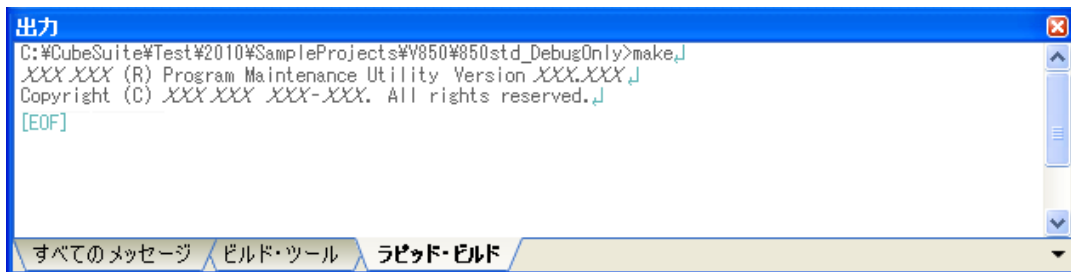 出力
C:¥CubeSuite¥Test¥2010¥SampleProjects¥V850¥850std_DebugOnly>make↲
XXX XXX (R) Program Maintenance Utility Version XXX.XXX↲
Copyright (C) XXX XXX XXX-XXX. All rights reserved.↲
[EOF]
すべてのメッセージ ビルド・ツール ラピッド・ビルド